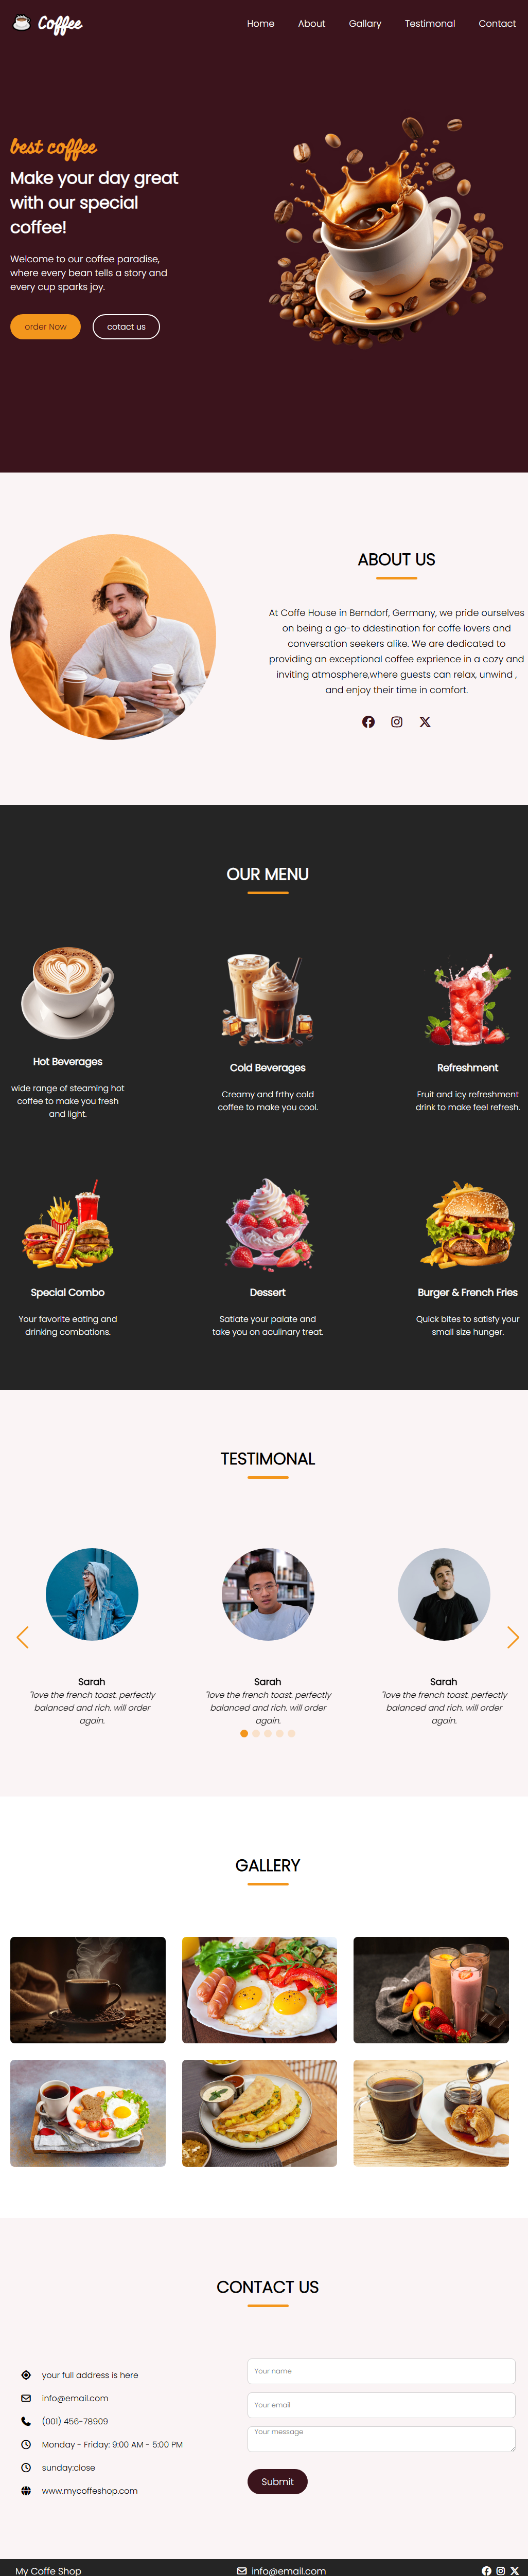 Coffee
Home About Gallary Testimonal Contact
best coffee
Make your day great
with our special
coffee!
Welcome to our coffee paradise,
where every bean tells a story and
every cup sparks joy.
order Now
cotact us
ABOUT US
At Coffe House in Berndorf, Germany, we pride ourselves
on being a go-to ddestination for coffe lovers and
conversation seekers alike. We are dedicated to
providing an exceptional coffee exprience in a cozy and
inviting atmosphere,where guests can relax, unwind ,
and enjoy their time in comfort.
OUR MENU
Hot Beverages
wide range of steaming hot
coffee to make you fresh
and light.
Cold Beverages
Creamy and frthy cold
coffee to make you cool.
Refreshment
Fruit and icy refreshment
drink to make feel refresh.
Special Combo
Your favorite eating and
drinking combations.
Dessert
Satiate your palate and
take you on aculinary treat.
Burger & French Fries
Quick bites to satisfy your
small size hunger.
TESTIMONAL
Sarah
"love the french toast. perfectly
balanced and rich. will order
again.
Sarah
"love the french toast. perfectly
balanced and rich. will order
again.
Sarah
"love the french toast. perfectly
balanced and rich. will order
again.
GALLERY
CONTACT US
your full address is here
info@email.com
(001) 456-78909
Monday - Friday: 9:00 AM - 5:00 PM
sunday:close
www.mycoffeshop.com
Your name
Your email
Your message
Submit
My Coffe Shop
info@email.com